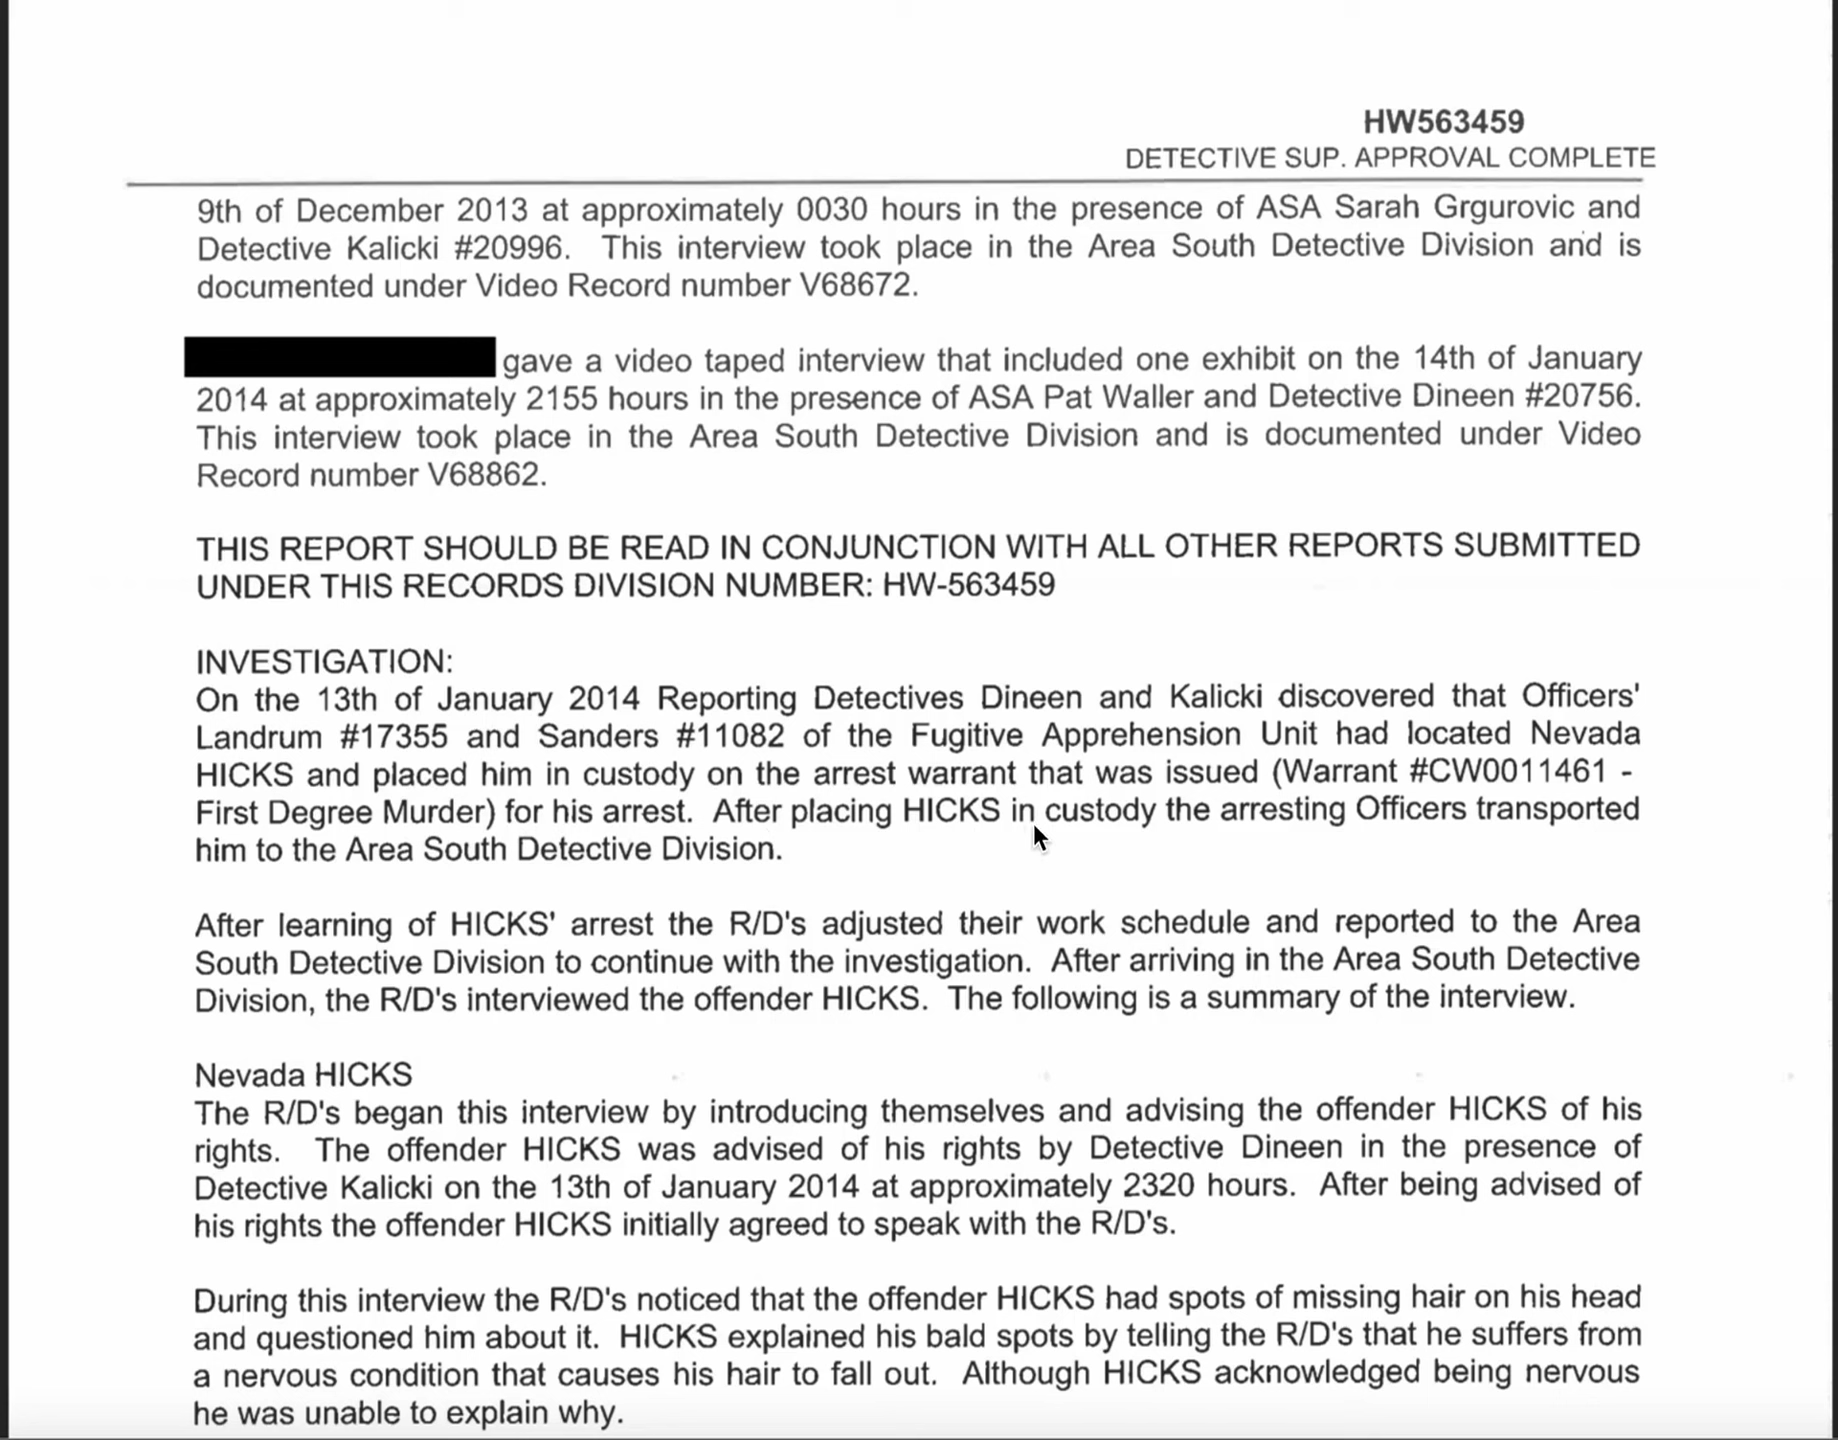 HW563459
DETECTIVE SUP. APPROVAL COMPLETE
9th of December 2013 at approximately 0030 hours in the presence of ASA Sarah Grgurovic and
Detective Kalicki #20996.  This interview took place in the Area South Detective Division and is
documented under Video Record number V68672.
gave a video taped interview that included one exhibit on the 14th of January
2014 at approximately 2155 hours in the presence of ASA Pat Waller and Detective Dineen #20756.
This interview took place in the Area South Detective Division and is documented under Video
Record number V68862.
THIS REPORT SHOULD BE READ IN CONJUNCTION WITH ALL OTHER REPORTS SUBMITTED
UNDER THIS RECORDS DIVISION NUMBER: HW-563459
INVESTIGATION:
On the 13th of January 2014 Reporting Detectives Dineen and Kalicki discovered that Officers'
Landrum #17355 and Sanders #11082 of the Fugitive Apprehension Unit had located Nevada
HICKS and placed him in custody on the arrest warrant that was issued (Warrant #CW0011461 -
First Degree Murder) for his arrest.  After placing HICKS in custody the arresting Officers transported
him to the Area South Detective Division.
After learning of HICKS' arrest the R/D's adjusted their work schedule and reported to the Area
South Detective Division to continue with the investigation.  After arriving in the Area South Detective
Division, the R/D's interviewed the offender HICKS.  The following is a summary of the interview.
Nevada HICKS
The R/D's began this interview by introducing themselves and advising the offender HICKS of his
rights.  The offender HICKS was advised of his rights by Detective Dineen in the presence of
Detective Kalicki on the 13th of January 2014 at approximately 2320 hours.  After being advised of
his rights the offender HICKS initially agreed to speak with the R/D's.
During this interview the R/D's noticed that the offender HICKS had spots of missing hair on his head
and questioned him about it.  HICKS explained his bald spots by telling the R/D's that he suffers from
a nervous condition that causes his hair to fall out.  Although HICKS acknowledged being nervous
he was unable to explain why.